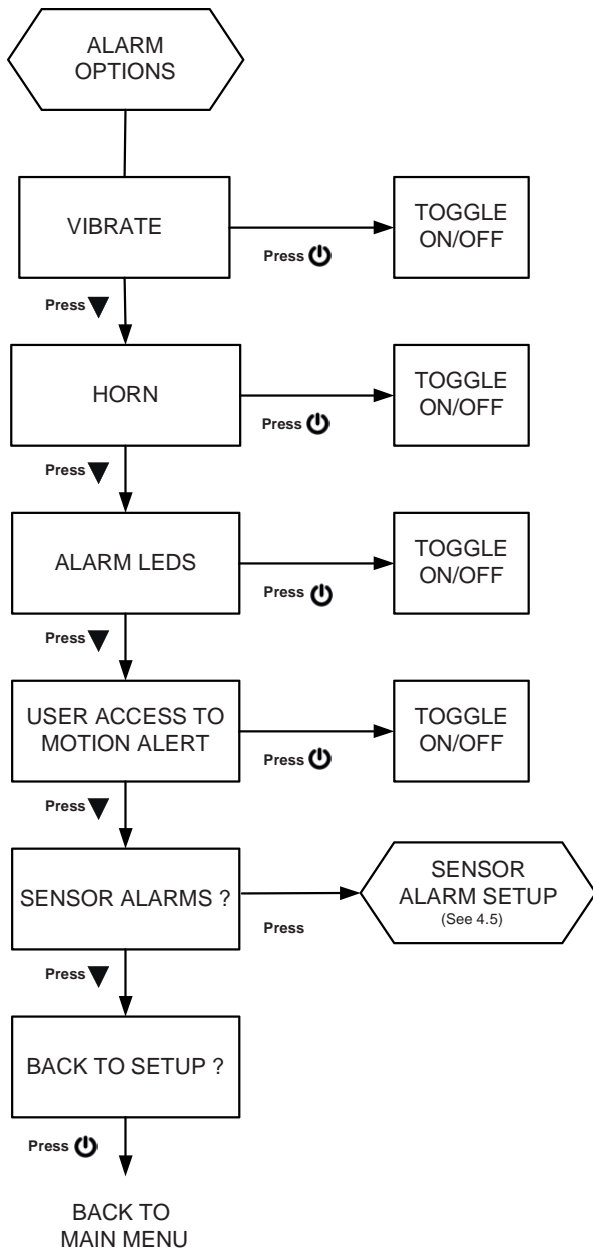 ALARM
OPTIONS
VIBRATE
Press
TOGGLE
ON/OFF
Press
HORN
Press
TOGGLE
ON/OFF
Press
ALARM LEDS
Press
TOGGLE
ON/OFF
Press
USER ACCESS TO
MOTION ALERT
Press
TOGGLE
ON/OFF
Press
SENSOR ALARMS ?
Press
SENSOR
ALARM SETUP
(See 4.5)
Press
BACK TO SETUP ?
Press
BACK TO
MAIN MENU